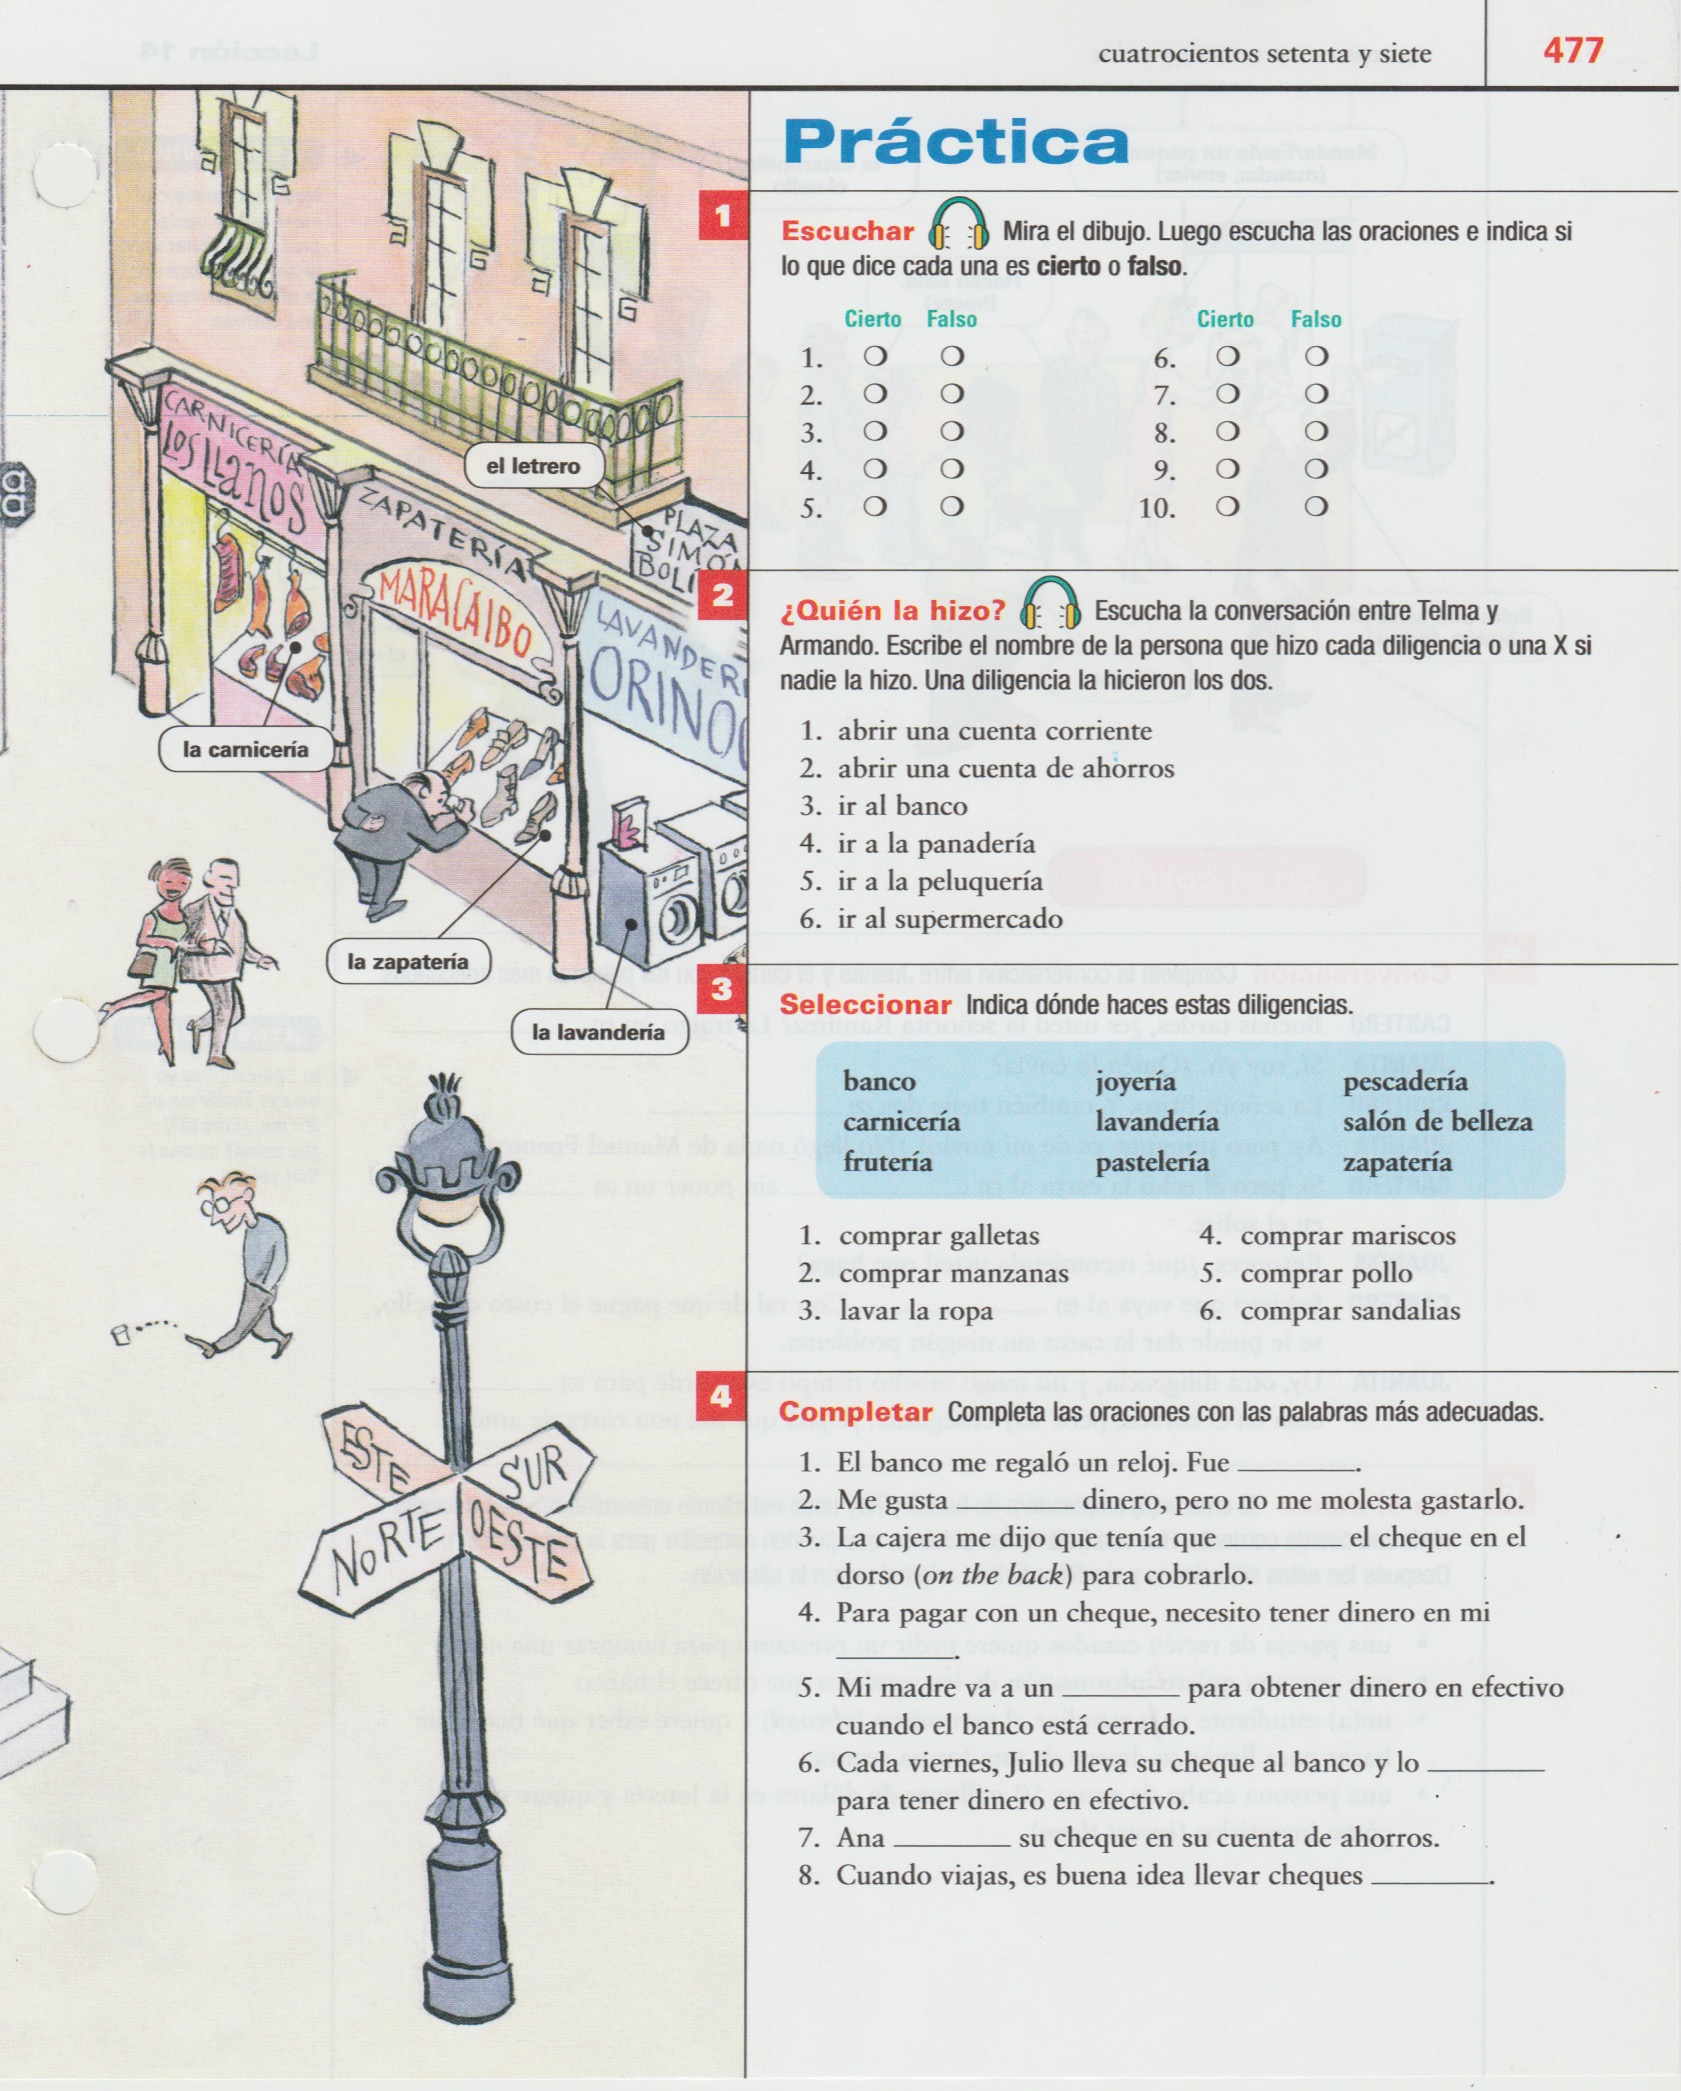 cuatrocientos setenta y siete
477
CARNICERÍA
LOS LLANOS
ZAPATERÍA
MARACAIBO
el letrero
PLAZA
SIMÓN
LAVANDERÍ
la carnicería
la zapatería
la lavandería
ESTE
SUR
NORTE
OESTE
Práctica
1
Escuchar Mira el dibujo. Luego escucha las oraciones e indica si
lo que dice cada una es cierto o falso.
Cierto Falso Cierto Falso
1. 6.
2. 7.
3. 8.
4. 9.
5. 10.
2
¿Quién la hizo? Escucha la conversación entre Telma y
Armando. Escribe el nombre de la persona que hizo cada diligencia o una X si
nadie la hizo. Una diligencia la hicieron los dos.
1. abrir una cuenta corriente
2. abrir una cuenta de ahorros
3. ir al banco
4. ir a la panadería
5. ir a la peluquería
6. ir al supermercado
3
Seleccionar Indica dónde haces estas diligencias.
banco joyería pescadería
carnicería lavandería salón de belleza
frutería pastelería zapatería
1. comprar galletas 4. comprar mariscos
2. comprar manzanas 5. comprar pollo
3. lavar la ropa 6. comprar sandalias
4
Completar Completa las oraciones con las palabras más adecuadas.
1. El banco me regaló un reloj. Fue ________.
2. Me gusta ________ dinero, pero no me molesta gastarlo.
3. La cajera me dijo que tenía que ________ el cheque en el
dorso (on the back) para cobrarlo.
4. Para pagar con un cheque, necesito tener dinero en mi
________.
5. Mi madre va a un ________ para obtener dinero en efectivo
cuando el banco está cerrado.
6. Cada viernes, Julio lleva su cheque al banco y lo ________
para tener dinero en efectivo.
7. Ana ________ su cheque en su cuenta de ahorros.
8. Cuando viajas, es buena idea llevar cheques ________.